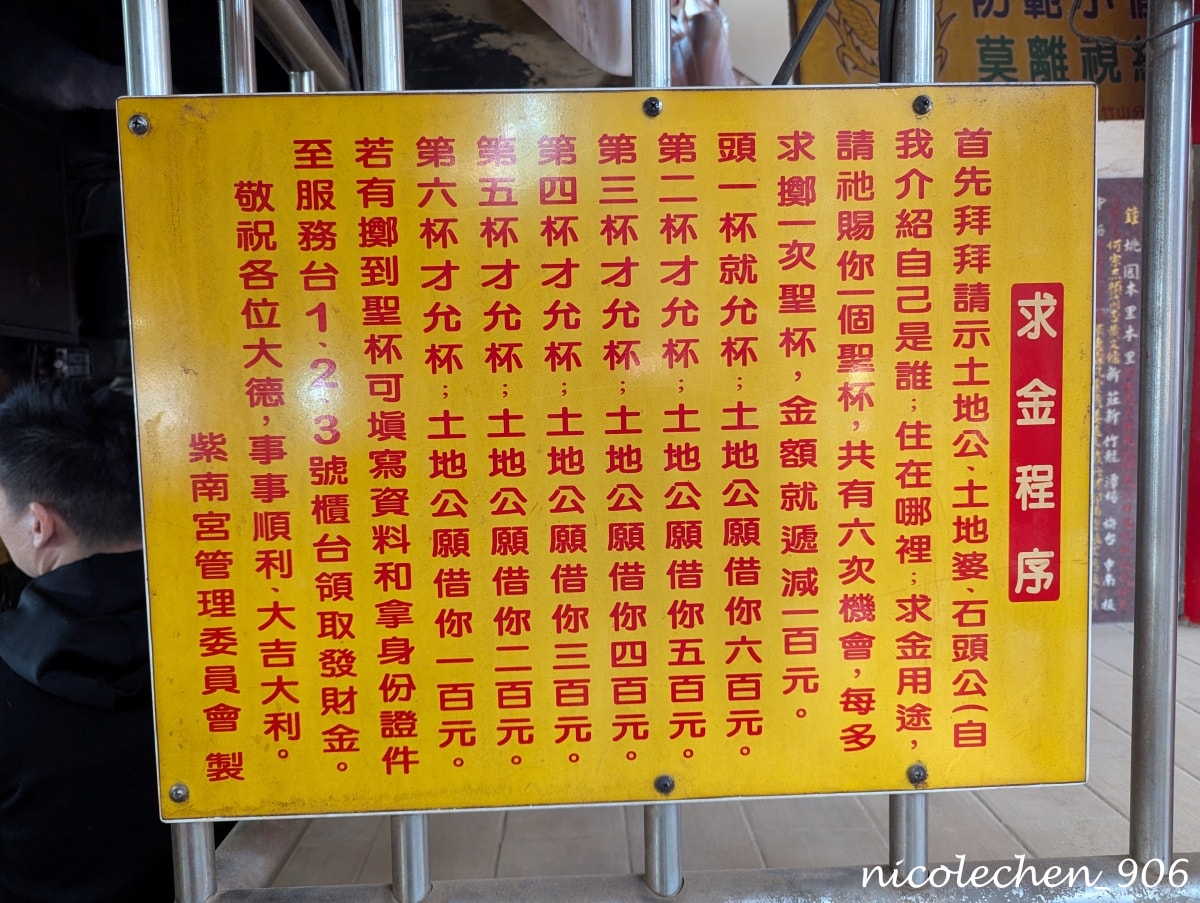 求金程序
首先拜拜請示土地公、土地婆、石頭公(自
我介紹自己是誰；住在哪裡；求金用途，
請祂賜你一個聖杯，共有六次機會，每多
求擲一次聖杯，金額就遞減一百元。
頭一杯就允杯；土地公願借你六百元。
第二杯才允杯；土地公願借你五百元。
第三杯才允杯；土地公願借你四百元。
第四杯才允杯；土地公願借你三百元。
第五杯才允杯；土地公願借你二百元。
第六杯才允杯；土地公願借你一百元。
若有擲到聖杯可填寫資料和拿身份證件
至服務台1、2、3號櫃台領取發財金。
敬祝各位大德，事事順利、大吉大利。
紫南宮管理委員會 製
防範小
莫離視
nicolechen_906